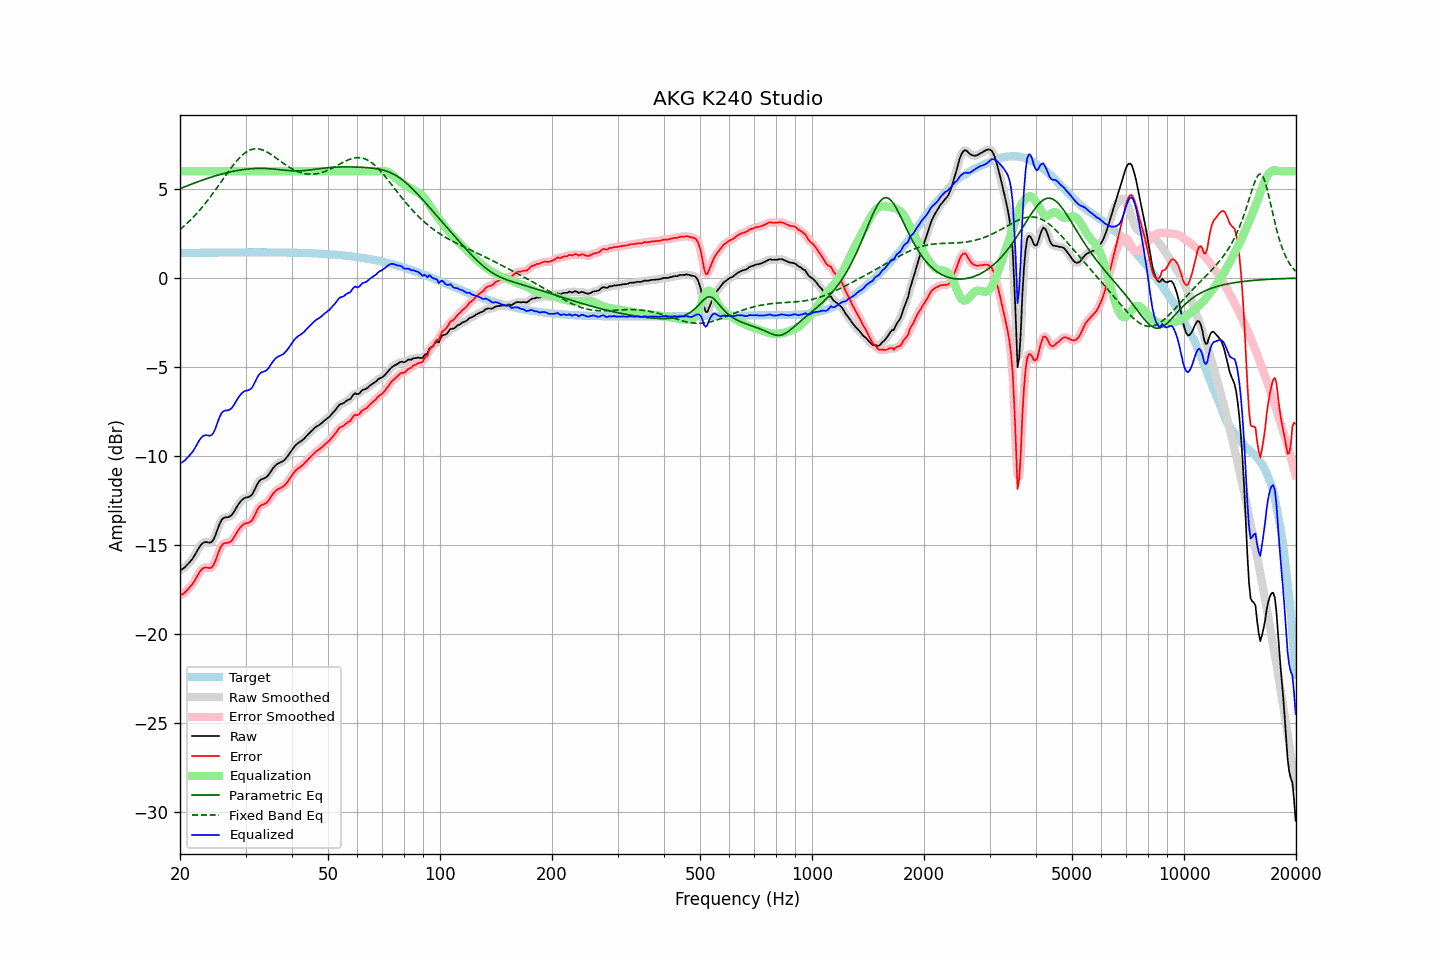 AKG K240 Studio
Amplitude (dBr)
5
0
−5
−10
−15
−20
−25
−30
Target
Raw Smoothed
Error Smoothed
Raw
Error
Equalization
Parametric Eq
Fixed Band Eq
Equalized
20 50 100 200 500 1000 2000 5000 10000 20000
Frequency (Hz)